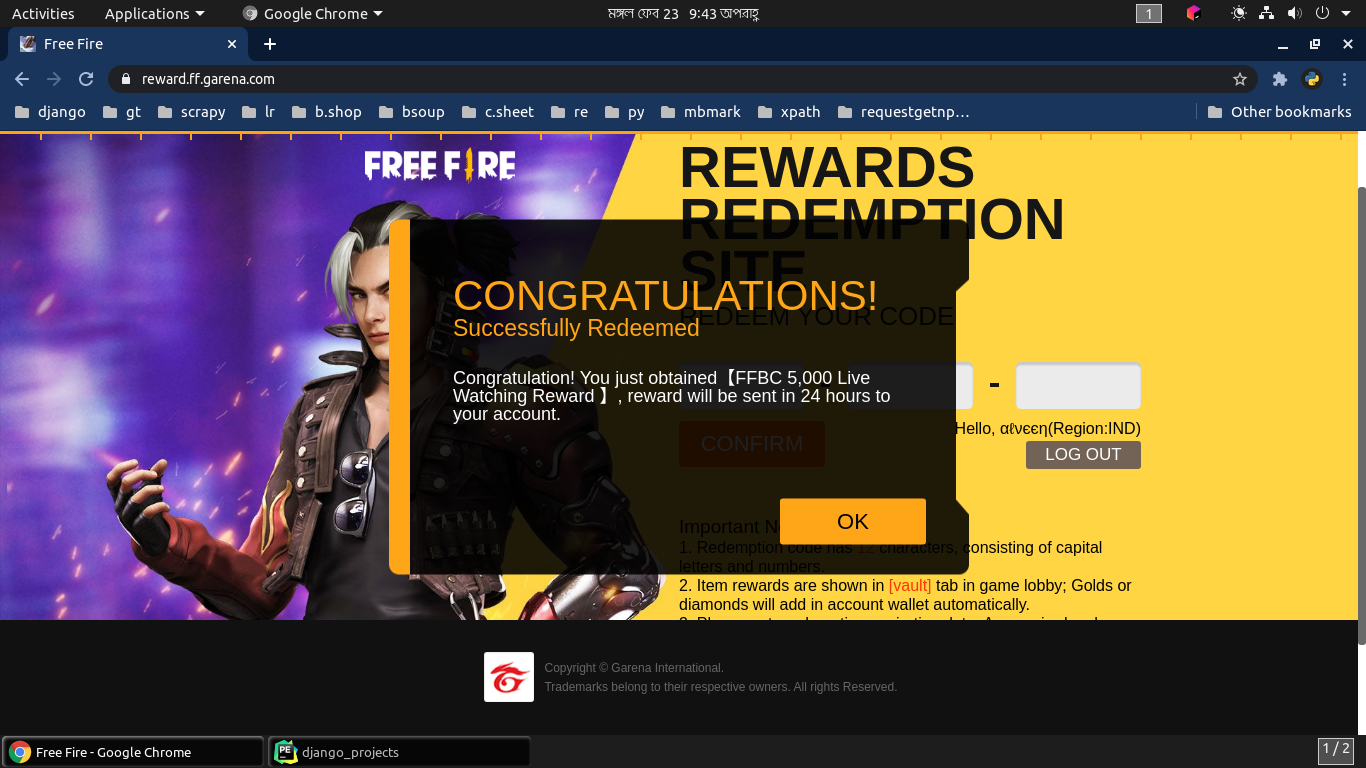 Activities Applications Google Chrome মঙ্গল ফেব 23 9:43 অপরাহ্ণ 1
Free Fire
reward.ff.garena.com
django gt scrapy lr b.shop bsoup c.sheet re py mbmark xpath requestgetnp… Other bookmarks
FREE FIRE
REWARDS
REDEMPTION
SITE
REDEEM YOUR CODE
CONGRATULATIONS!
Successfully Redeemed
Congratulation! You just obtained【FFBC 5,000 Live
Watching Reward 】, reward will be sent in 24 hours to
your account.
-
Hello, αℓνєєη(Region:IND)
CONFIRM
LOG OUT
OK
Important N
1. Redemption code has 12 characters, consisting of capital
letters and numbers.
2. Item rewards are shown in [vault] tab in game lobby; Golds or
diamonds will add in account wallet automatically.
Copyright © Garena International.
Trademarks belong to their respective owners. All rights Reserved.
Free Fire - Google Chrome django_projects 1 / 2